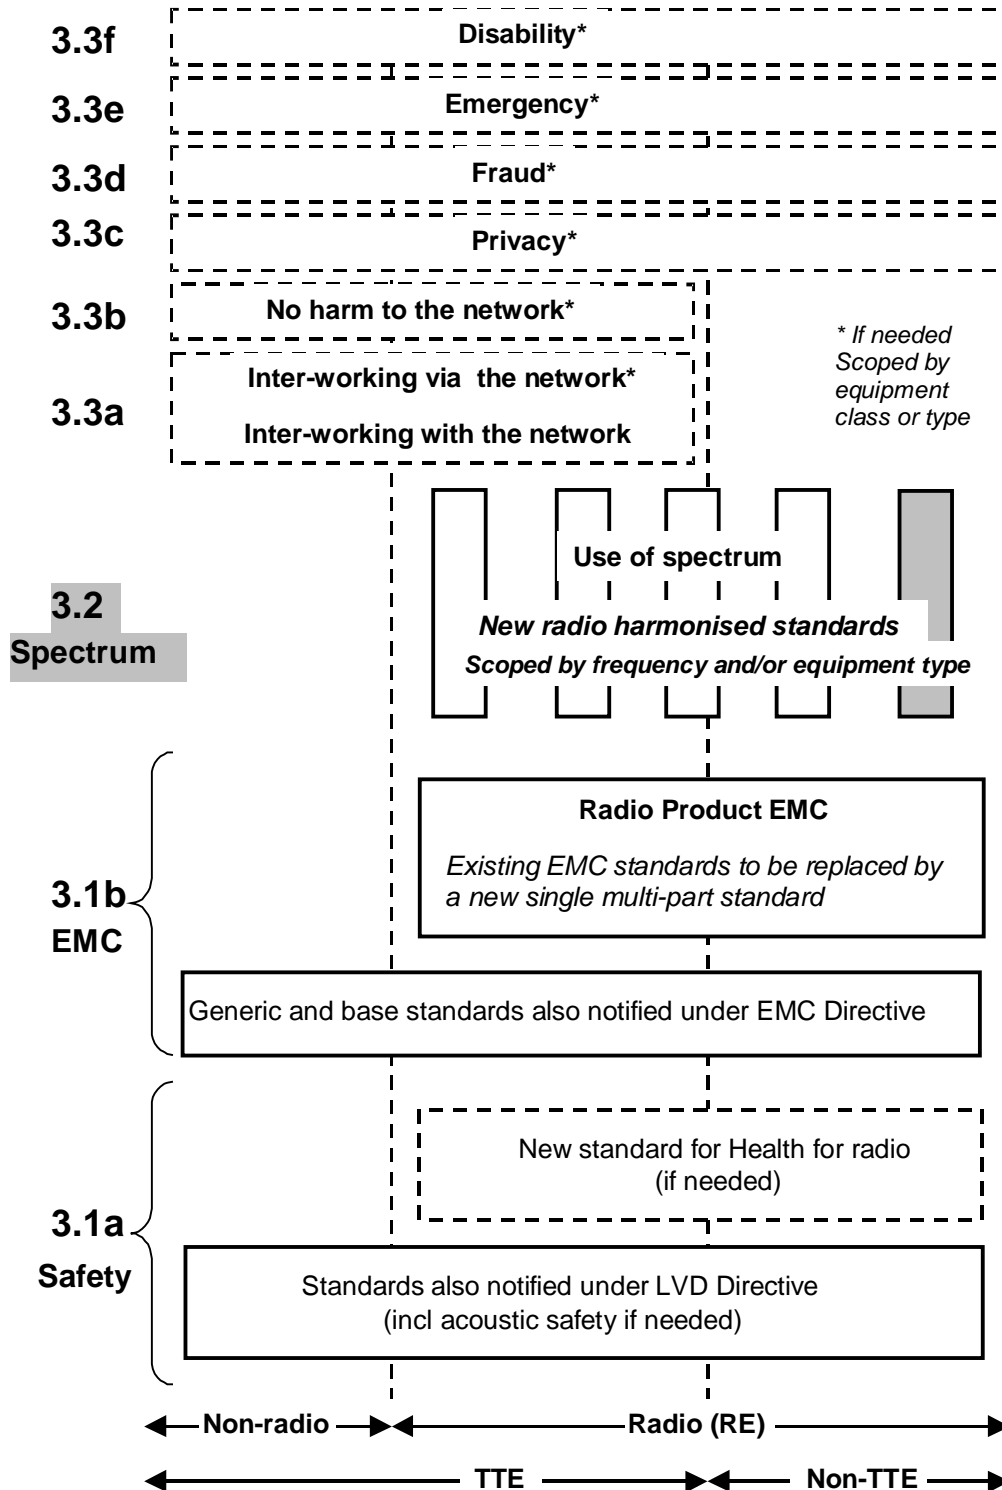 3.3f
Disability*
3.3e
Emergency*
3.3d
Fraud*
3.3c
Privacy*
3.3b
No harm to the network*
* If needed
Scoped by
equipment
class or type
3.3a
Inter-working via the network*
Inter-working with the network
3.2
Spectrum
Use of spectrum
New radio harmonised standards
Scoped by frequency and/or equipment type
3.1b
EMC
Radio Product EMC
Existing EMC standards to be replaced by
a new single multi-part standard
Generic and base standards also notified under EMC Directive
3.1a
Safety
New standard for Health for radio
(if needed)
Standards also notified under LVD Directive
(incl acoustic safety if needed)
Non-radio
Radio (RE)
TTE
Non-TTE